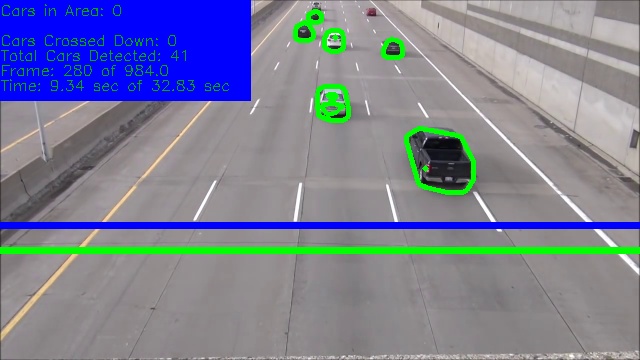 Cars in Area: 0
Cars Crossed Down: 0
Total Cars Detected: 41
Frame: 280 of 984.0
Time: 9.34 sec of 32.83 sec